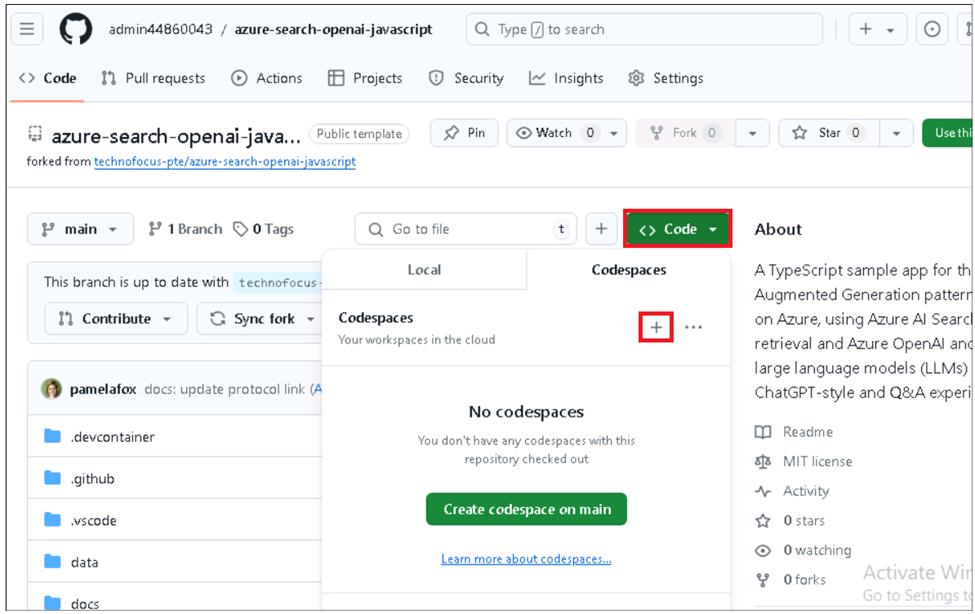 admin44860043 / azure-search-openai-javascript
Type / to search
Code Pull requests Actions Projects Security Insights Settings
azure-search-openai-java... Public template Pin Watch 0 Fork 0 Star 0 Use thi
forked from technofocus-pte/azure-search-openai-javascript
main 1 Branch 0 Tags Go to file t Code
About
Local Codespaces
This branch is up to date with technofocus-
Contribute Sync fork
Codespaces
Your workspaces in the cloud
No codespaces
You don't have any codespaces with this
repository checked out
Create codespace on main
Learn more about codespaces...
pamelafox docs: update protocol link (A
.devcontainer
.github
.vscode
data
docs
A TypeScript sample app for th
Augmented Generation pattern
on Azure, using Azure AI Searc
retrieval and Azure OpenAI and
large language models (LLMs)
ChatGPT-style and Q&A experi
Readme
MIT license
Activity
0 stars
0 watching
0 forks
Activate Win
Go to Settings to